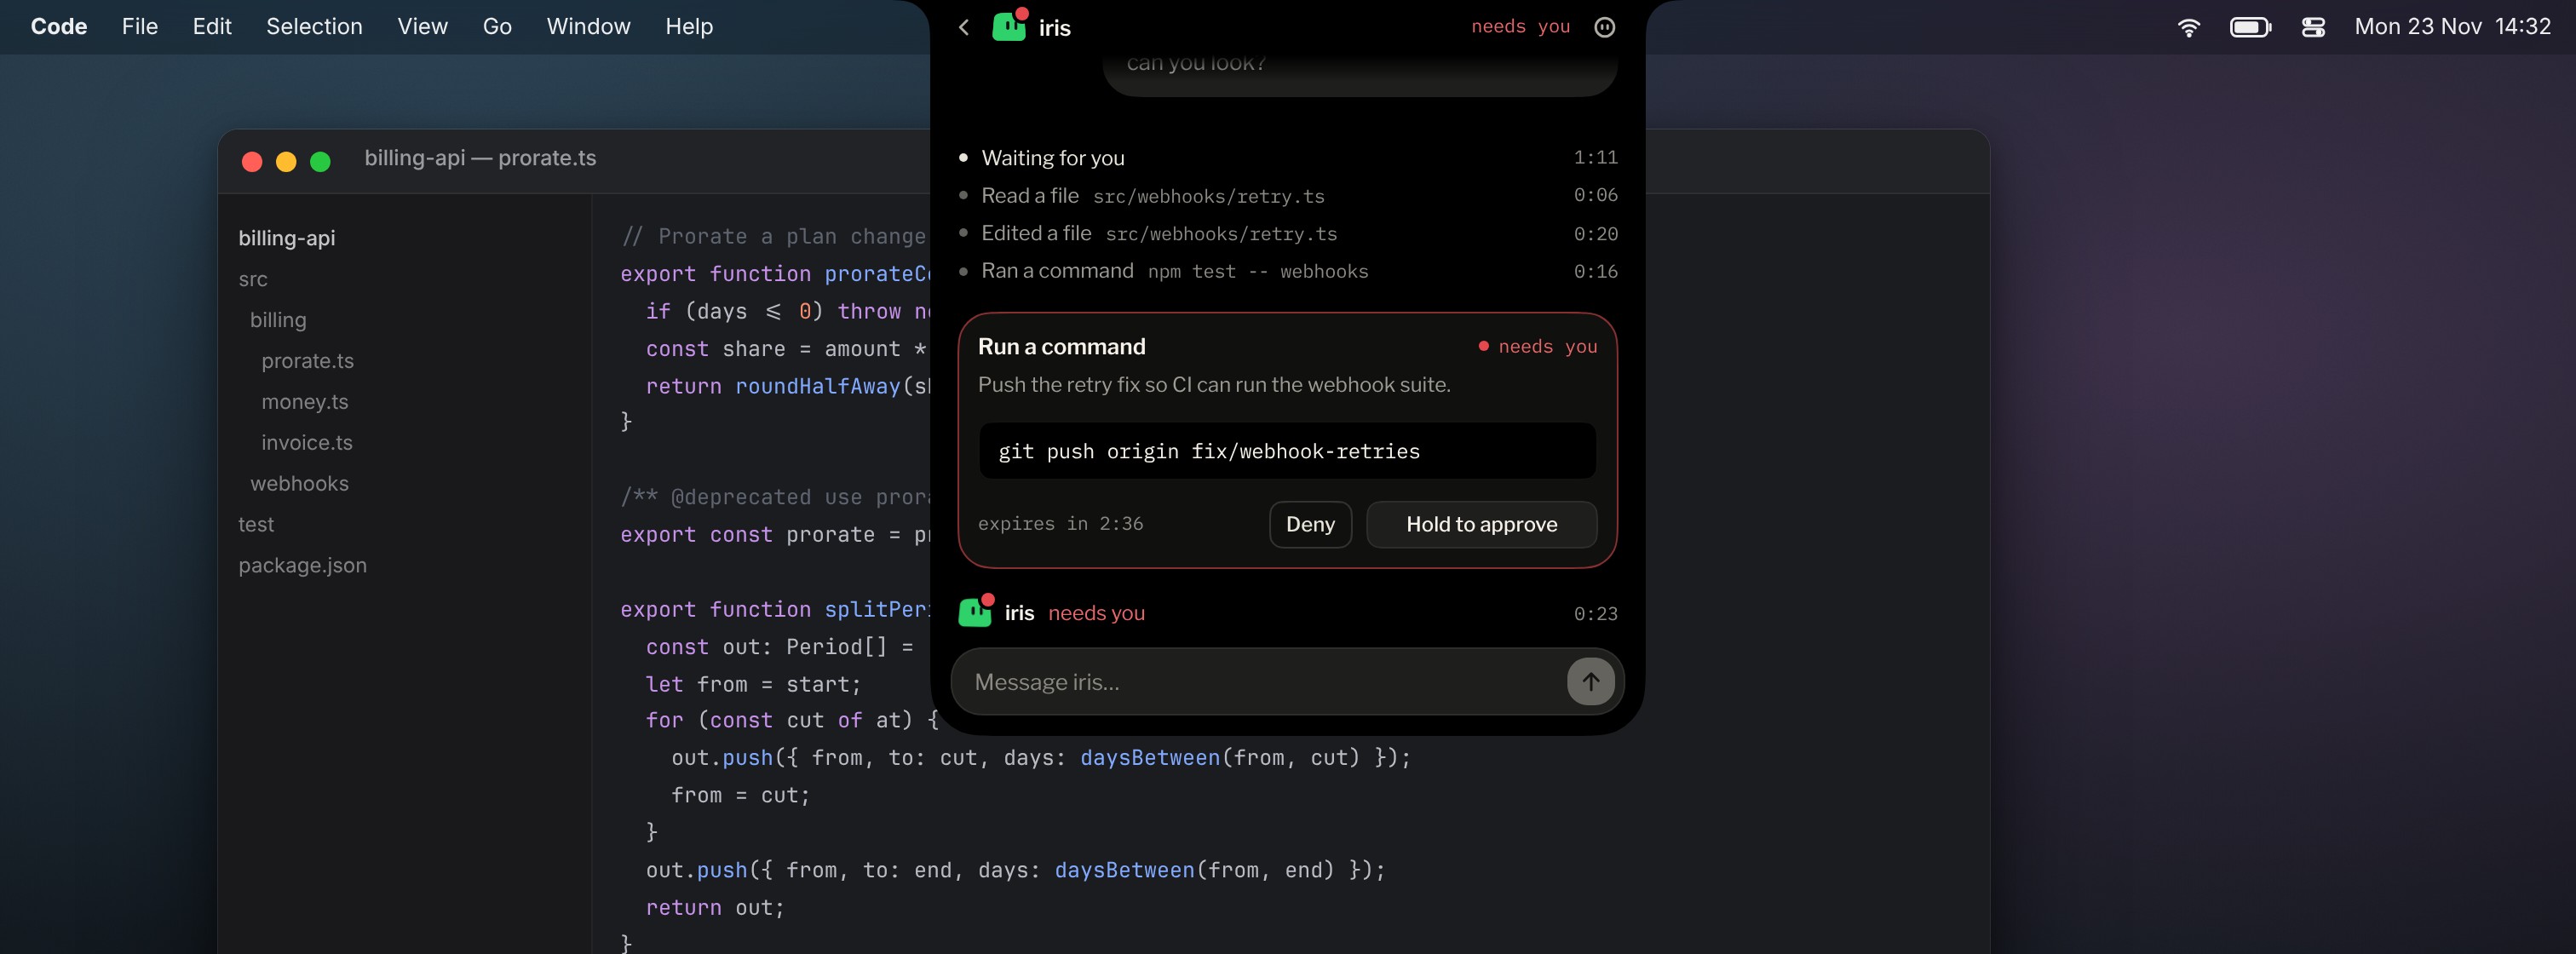 Code File Edit Selection View Go Window Help
Mon 23 Nov 14:32
iris
needs you
can you look?
Waiting for you 1:11
Read a file src/webhooks/retry.ts 0:06
Edited a file src/webhooks/retry.ts 0:20
Ran a command npm test -- webhooks 0:16
Run a command
needs you
Push the retry fix so CI can run the webhook suite.
git push origin fix/webhook-retries
expires in 2:36
Deny
Hold to approve
iris needs you 0:23
Message iris...
billing-api — prorate.ts
billing-api
src
billing
prorate.ts
money.ts
invoice.ts
webhooks
test
package.json
// Prorate a plan change
export function
if (days <= 0) throw
const share = amount *
return roundHalfAway(
}
/** @deprecated use
export const prorate =
export function
const out: Period[] =
let from = start;
for (const cut of at) {
out.push({ from, to: cut, days: daysBetween(from, cut) });
from = cut;
}
out.push({ from, to: end, days: daysBetween(from, end) });
return out;
}